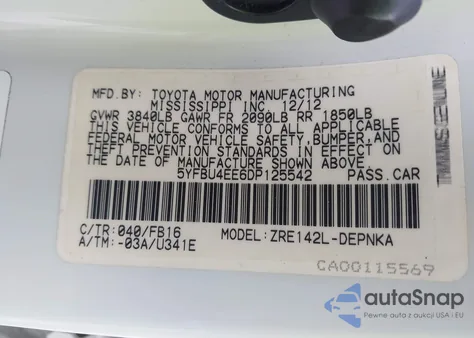 MFD.BY: TOYOTA MOTOR MANUFACTURING
MISSISSIPPI INC. 12/12
GVWR 3840LB GAWR FR 2090LB RR 1850LB
THIS VEHICLE CONFORMS TO ALL APPLICABLE
FEDERAL MOTOR VEHICLE SAFETY, BUMPER, AND
THEFT PREVENTION STANDARDS IN EFFECT ON
THE DATE OF MANUFACTURE SHOWN ABOVE.
5YFBU4EE6DP125542 PASS.CAR
C/TR:040/FB16 MODEL:ZRE142L-DEPNKA
A/TM:-03A/U341E
CA00115569
autoSnap
Pewne auta z aukcji USA i EU